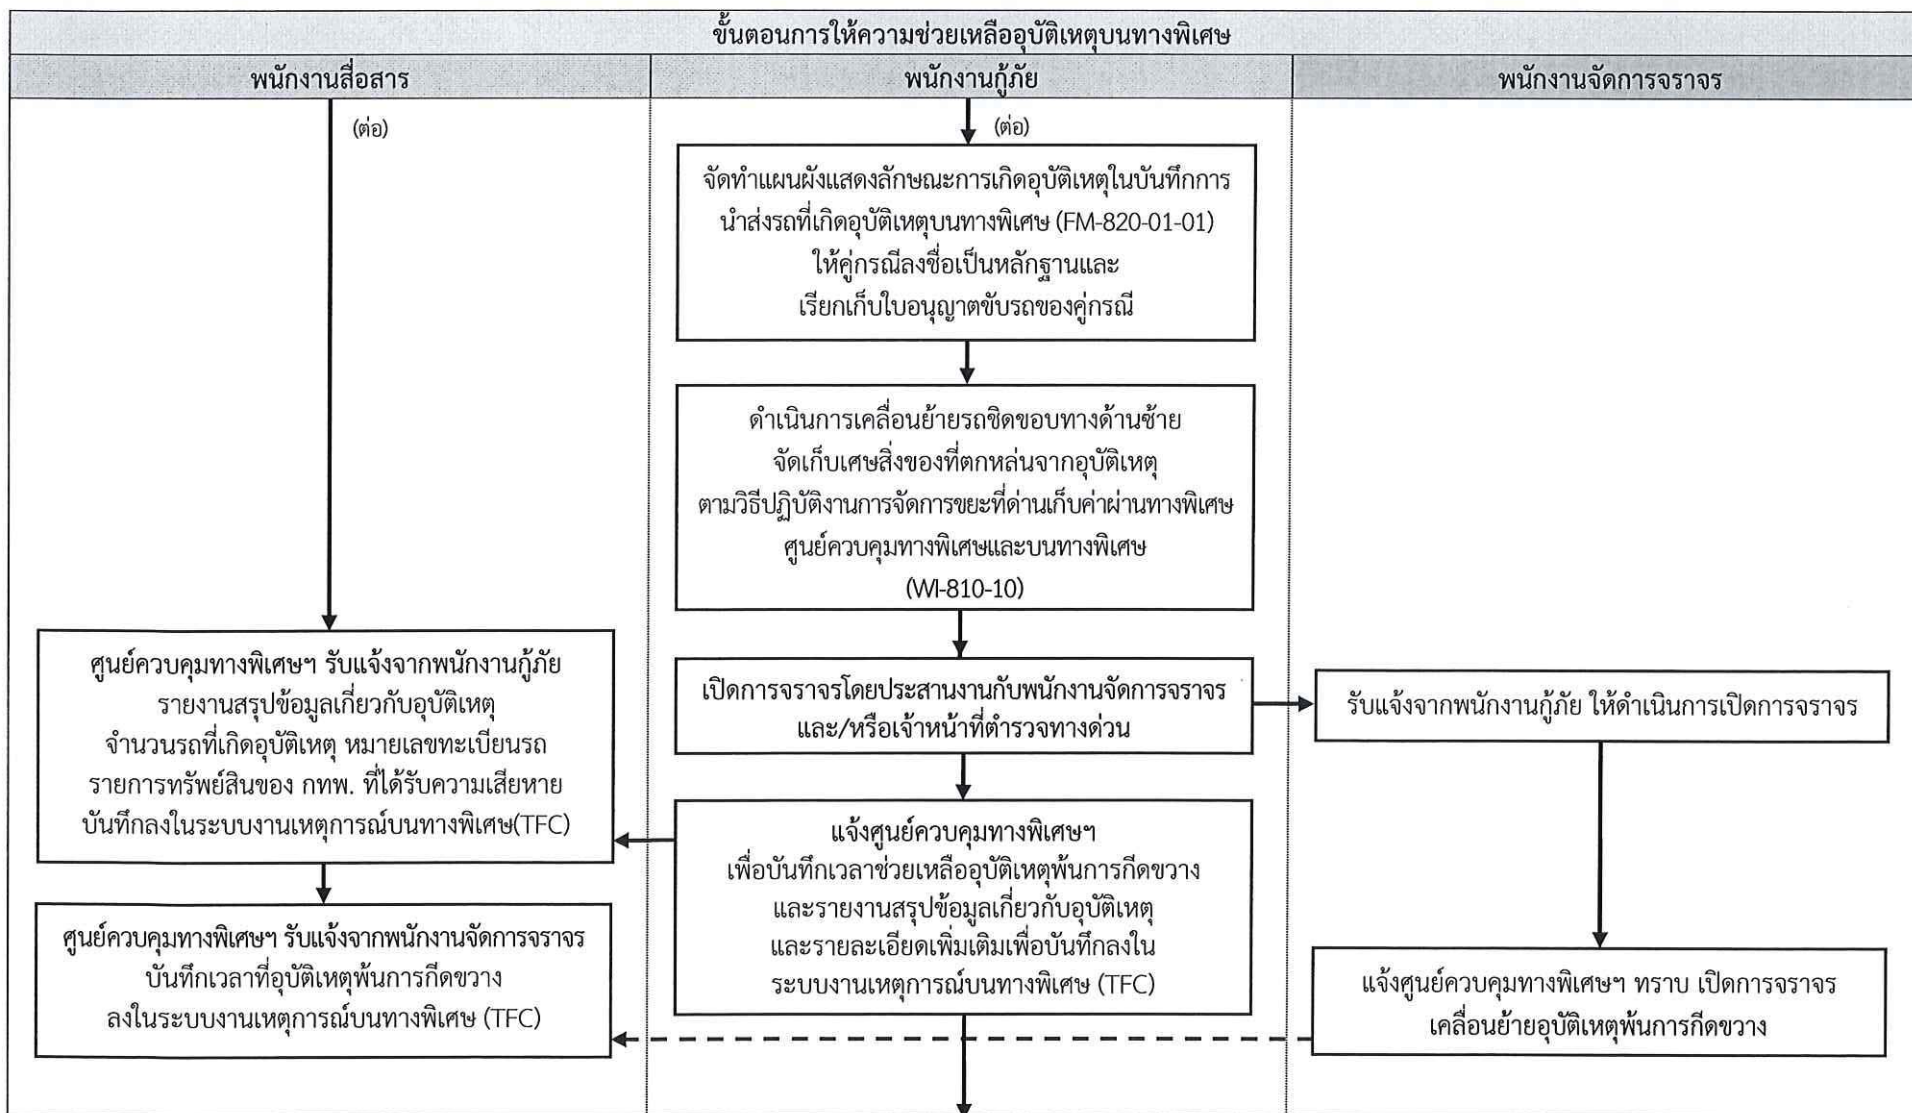 ขั้นตอนการให้ความช่วยเหลืออุบัติเหตุบนทางพิเศษ
พนักงานสื่อสาร
พนักงานกู้ภัย
พนักงานจัดการจราจร
(ต่อ)
(ต่อ)
จัดทำแผนผังแสดงลักษณะการเกิดอุบัติเหตุในบันทึกการ
นำส่งรถที่เกิดอุบัติเหตุบนทางพิเศษ (FM-820-01-01)
ให้คู่กรณีลงชื่อเป็นหลักฐานและ
เรียกเก็บใบอนุญาตขับรถของคู่กรณี
ดำเนินการเคลื่อนย้ายรถชิดขอบทางด้านซ้าย
จัดเก็บเศษสิ่งของที่ตกหล่นจากอุบัติเหตุ
ตามวิธีปฏิบัติงานการจัดการขยะที่ด่านเก็บค่าผ่านทางพิเศษ
ศูนย์ควบคุมทางพิเศษและบนทางพิเศษ
(WI-810-10)
ศูนย์ควบคุมทางพิเศษฯ รับแจ้งจากพนักงานกู้ภัย
รายงานสรุปข้อมูลเกี่ยวกับอุบัติเหตุ
จำนวนรถที่เกิดอุบัติเหตุ หมายเลขทะเบียนรถ
รายการทรัพย์สินของ กทพ. ที่ได้รับความเสียหาย
บันทึกลงในระบบงานเหตุการณ์บนทางพิเศษ(TFC)
เปิดการจราจรโดยประสานงานกับพนักงานจัดการจราจร
และ/หรือเจ้าหน้าที่ตำรวจทางด่วน
รับแจ้งจากพนักงานกู้ภัย ให้ดำเนินการเปิดการจราจร
แจ้งศูนย์ควบคุมทางพิเศษฯ
เพื่อบันทึกเวลาช่วยเหลืออุบัติเหตุพ้นการกีดขวาง
และรายงานสรุปข้อมูลเกี่ยวกับอุบัติเหตุ
และรายละเอียดเพิ่มเติมเพื่อบันทึกลงใน
ระบบงานเหตุการณ์บนทางพิเศษ (TFC)
ศูนย์ควบคุมทางพิเศษฯ รับแจ้งจากพนักงานจัดการจราจร
บันทึกเวลาที่อุบัติเหตุพ้นการกีดขวาง
ลงในระบบงานเหตุการณ์บนทางพิเศษ (TFC)
แจ้งศูนย์ควบคุมทางพิเศษฯ ทราบ เปิดการจราจร
เคลื่อนย้ายอุบัติเหตุพ้นการกีดขวาง